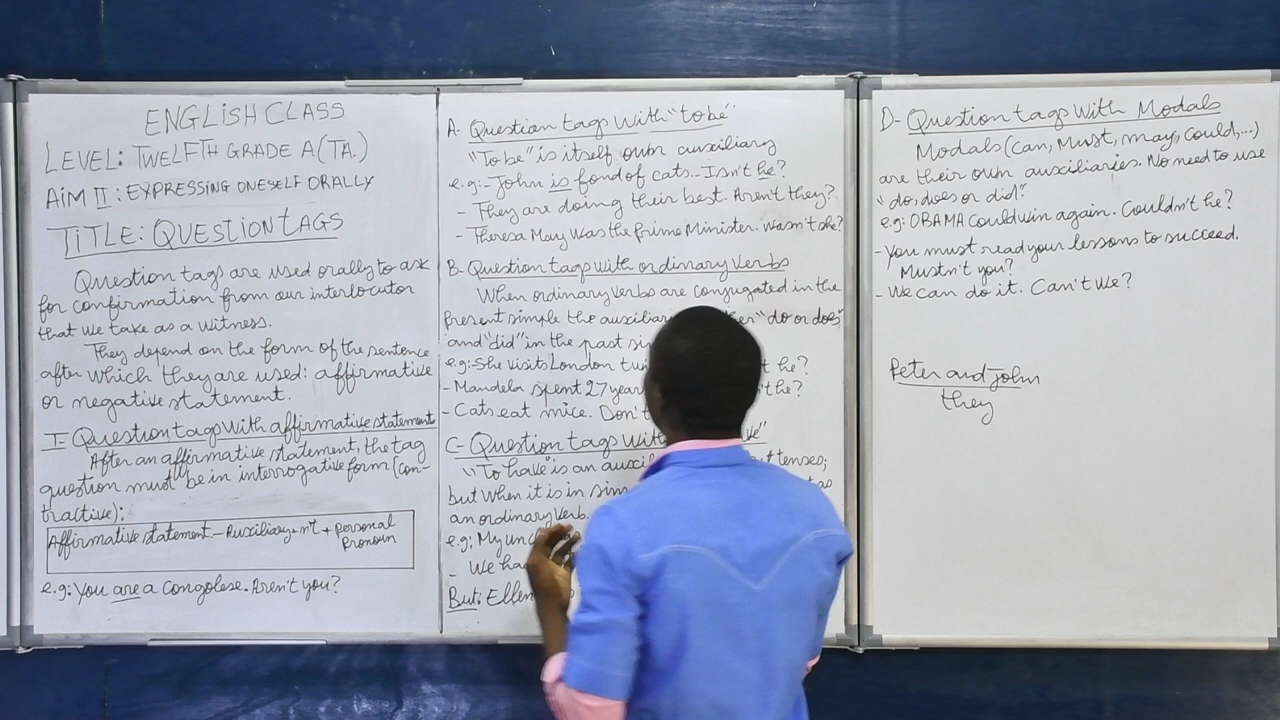 ENGLISH CLASS
LEVEL: TWELFTH GRADE A (TA.)
AIM II : EXPRESSING ONESELF ORALLY
TITLE: QUESTION TAGS
Question tags are used orally to ask
for confirmation from our interlocutor
that we take as a witness.
They depend on the form of the sentence
after which they are used: affirmative
or negative statement.
I- Question tags with affirmative statement
After an affirmative statement, the tag
question must be in interrogative form (con-
tractive):
Affirmative statement. - Auxiliary + n't + personal
pronoun
e.g: You are a congolese. Aren't you?
A- Question tags with "to be"
"To be" is itself own auxiliary
e.g:- John is fond of cats.- Isn't he?
- They are doing their best. Aren't they?
- Theresa May was the prime Minister. Wasn't she?
B- Question tags with ordinary verbs
When ordinary verbs are conjugated in the
present simple the auxiliary "do or does"
and "did" in the past
e.g:- She visits London he?
- Mandela spent 27 he?
- Cats eat mice. Don't
C- Question tags with
"To have" is an tenses;
but when it is in
an ordinary verb.
e.g; My
- We
But: Ellen
D- Question tags with Modals
Modals (can, Must, may, could,...)
are their own auxiliaries. No need to use
"do, does or did".
e.g: OBAMA could win again. Couldn't he?
- You must read your lessons to succeed.
Mustn't you?
- We can do it. Can't we?
Peter and John
they